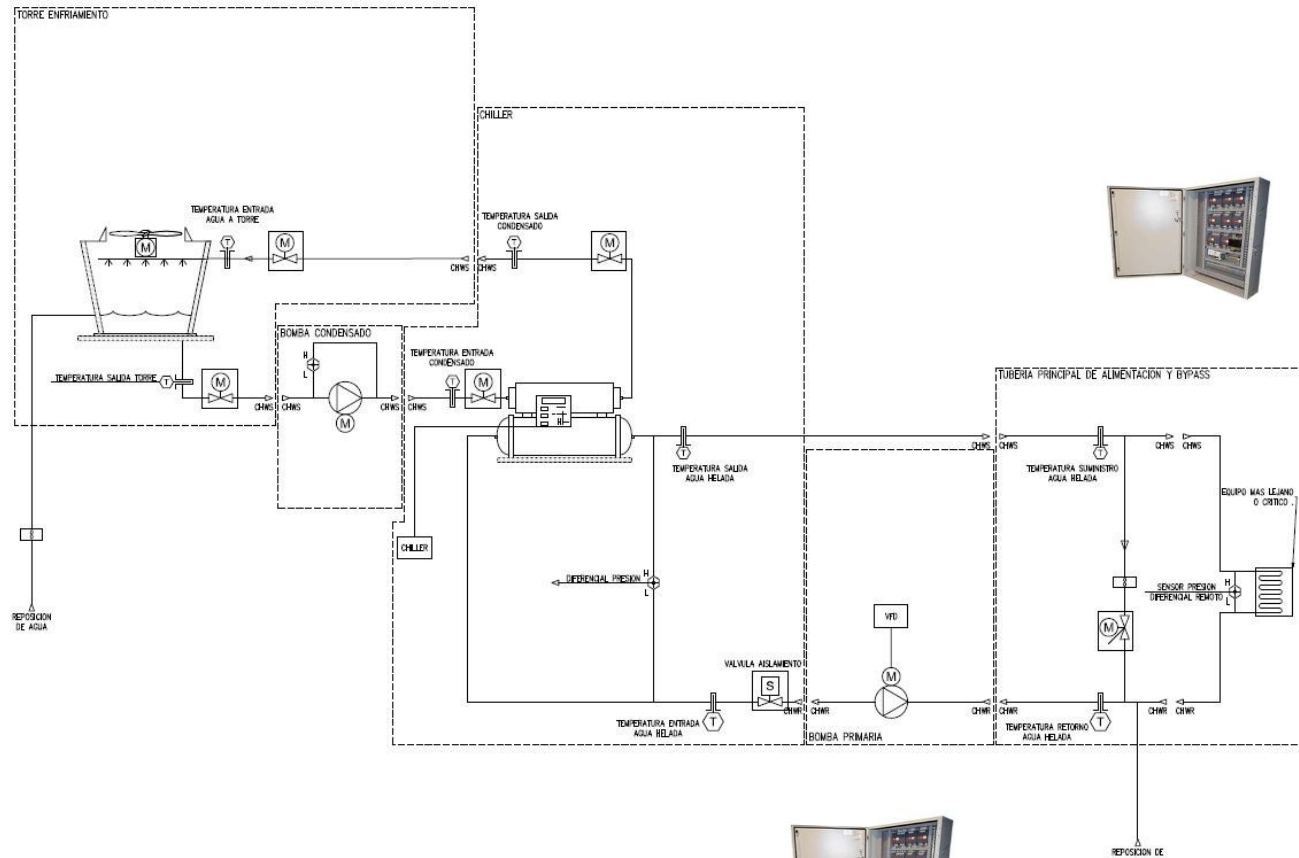 TORRE ENFRIAMIENTO
CHILLER
TEMPERATURA ENTRADA
AGUA A TORRE
T
M
M
TEMPERATURA SALIDA
CONDENSADO
T
M
CHWS
CHWS
BOMBA CONDENSADO
H
L
M
TEMPERATURA SALIDA TORRE
T
M
CHWS
CHWS
CHWS
CHWS
TEMPERATURA ENTRADA
CONDENSADO
T
M
TUBERIA PRINCIPAL DE ALIMENTACION Y BYPASS
T
TEMPERATURA SALIDA
AGUA HELADA
CHWS
CHWS
T
TEMPERATURA SUMINISTRO
AGUA HELADA
CHWS
CHWS
EQUIPO MAS LEJANO
O CRITICO
CHILLER
DIFERENCIAL PRESION
H
L
SENSOR PRESION
DIFERENCIAL REMOTO
H
L
REPOSICION
DE AGUA
VFD
M
M
VALVULA AISLAMIENTO
S
TEMPERATURA ENTRADA
AGUA HELADA
T
CHWR
CHWR
BOMBA PRIMARIA
CHWR
CHWR
TEMPERATURA RETORNO
AGUA HELADA
T
CHWR
CHWR
REPOSICION DE